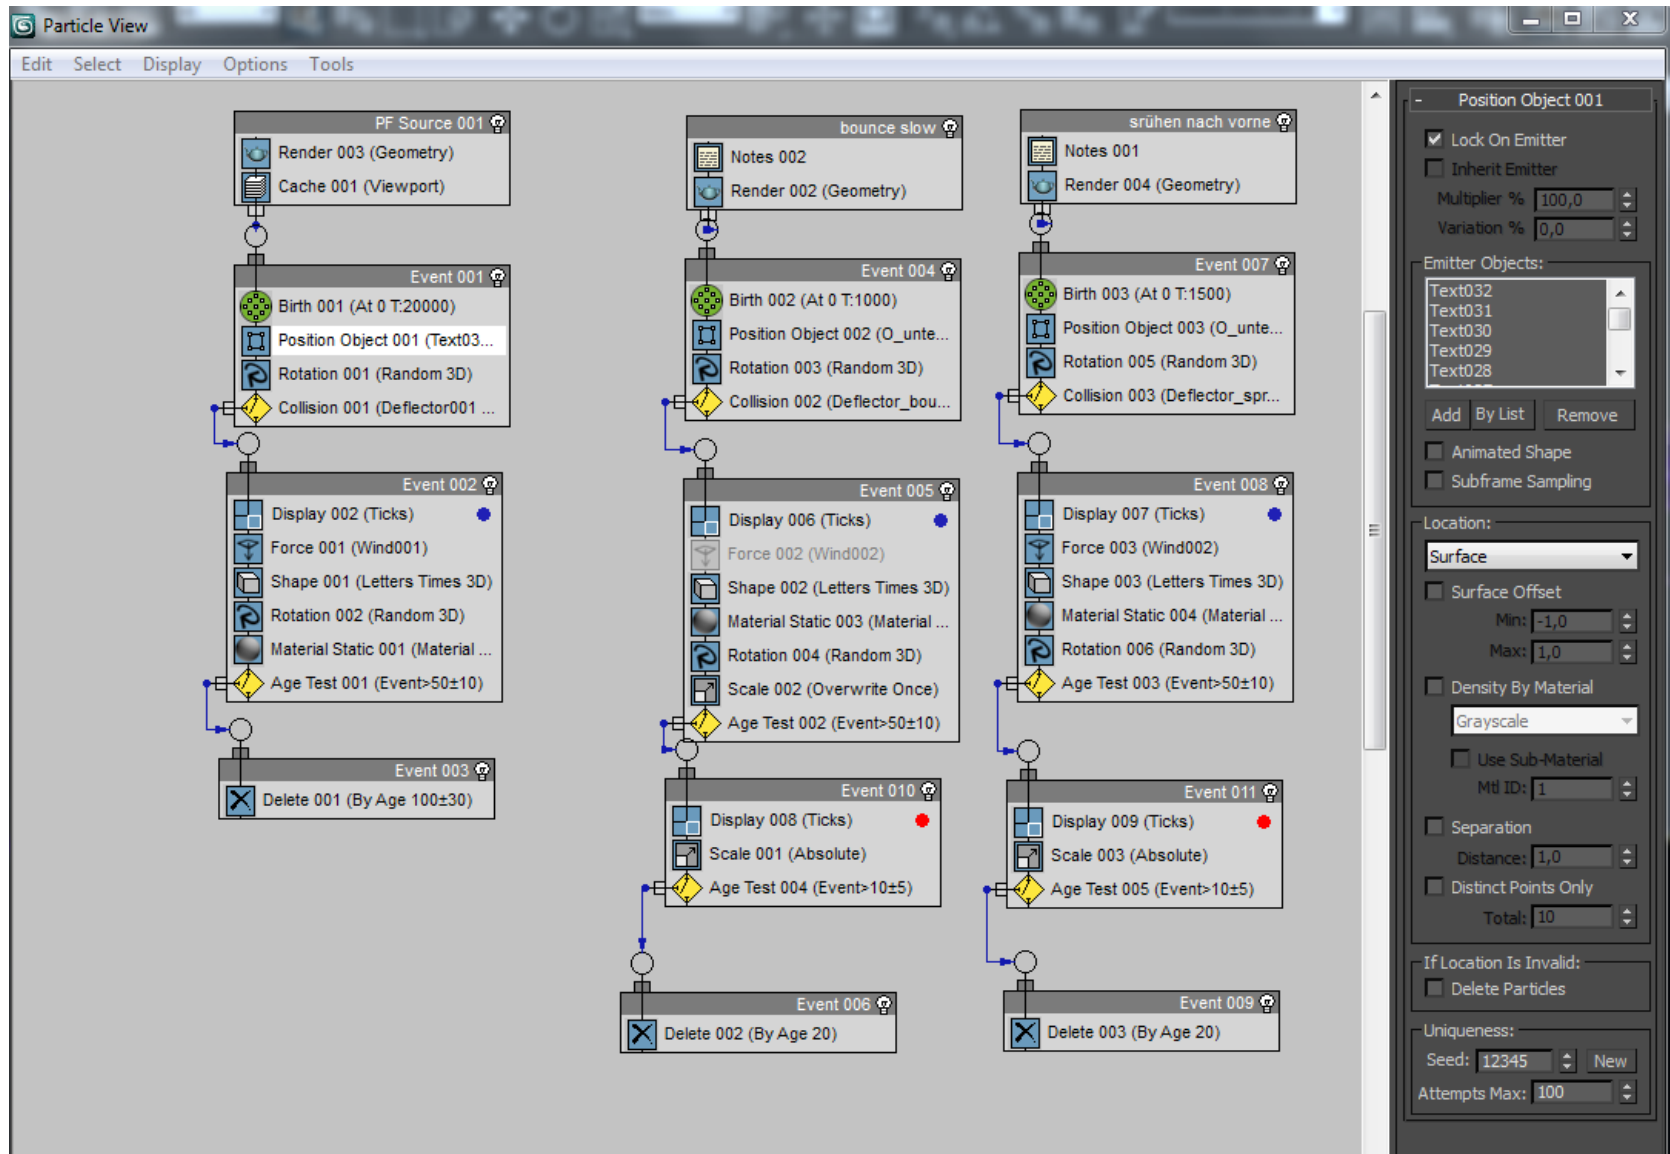 Particle View
Edit Select Display Options Tools
PF Source 001
Render 003 (Geometry)
Cache 001 (Viewport)
Event 001
Birth 001 (At 0 T:20000)
Position Object 001 (Text03...
Rotation 001 (Random 3D)
Collision 001 (Deflector001 ...
Event 002
Display 002 (Ticks)
Force 001 (Wind001)
Shape 001 (Letters Times 3D)
Rotation 002 (Random 3D)
Material Static 001 (Material ...
Age Test 001 (Event>50±10)
Event 003
Delete 001 (By Age 100±30)
bounce slow
Notes 002
Render 002 (Geometry)
Event 004
Birth 002 (At 0 T:1000)
Position Object 002 (O_unte...
Rotation 003 (Random 3D)
Collision 002 (Deflector_bou...
Event 005
Display 006 (Ticks)
Force 002 (Wind002)
Shape 002 (Letters Times 3D)
Material Static 003 (Material ...
Rotation 004 (Random 3D)
Scale 002 (Overwrite Once)
Age Test 002 (Event>50±10)
Event 010
Display 008 (Ticks)
Scale 001 (Absolute)
Age Test 004 (Event>10±5)
Event 006
Delete 002 (By Age 20)
srühen nach vorne
Notes 001
Render 004 (Geometry)
Event 007
Birth 003 (At 0 T:1500)
Position Object 003 (O_unte...
Rotation 005 (Random 3D)
Collision 003 (Deflector_spr...
Event 008
Display 007 (Ticks)
Force 003 (Wind002)
Shape 003 (Letters Times 3D)
Material Static 004 (Material ...
Rotation 006 (Random 3D)
Age Test 003 (Event>50±10)
Event 011
Display 009 (Ticks)
Scale 003 (Absolute)
Age Test 005 (Event>10±5)
Event 009
Delete 003 (By Age 20)
- Position Object 001
Lock On Emitter
Inherit Emitter
Multiplier % 100,0
Variation % 0,0
Emitter Objects:
Text032
Text031
Text030
Text029
Text028
Add By List Remove
Animated Shape
Subframe Sampling
Location:
Surface
Surface Offset
Min: -1,0
Max: 1,0
Density By Material
Grayscale
Use Sub-Material
Mtl ID: 1
Separation
Distance: 1,0
Distinct Points Only
Total: 10
If Location Is Invalid:
Delete Particles
Uniqueness:
Seed: 12345 New
Attempts Max: 100